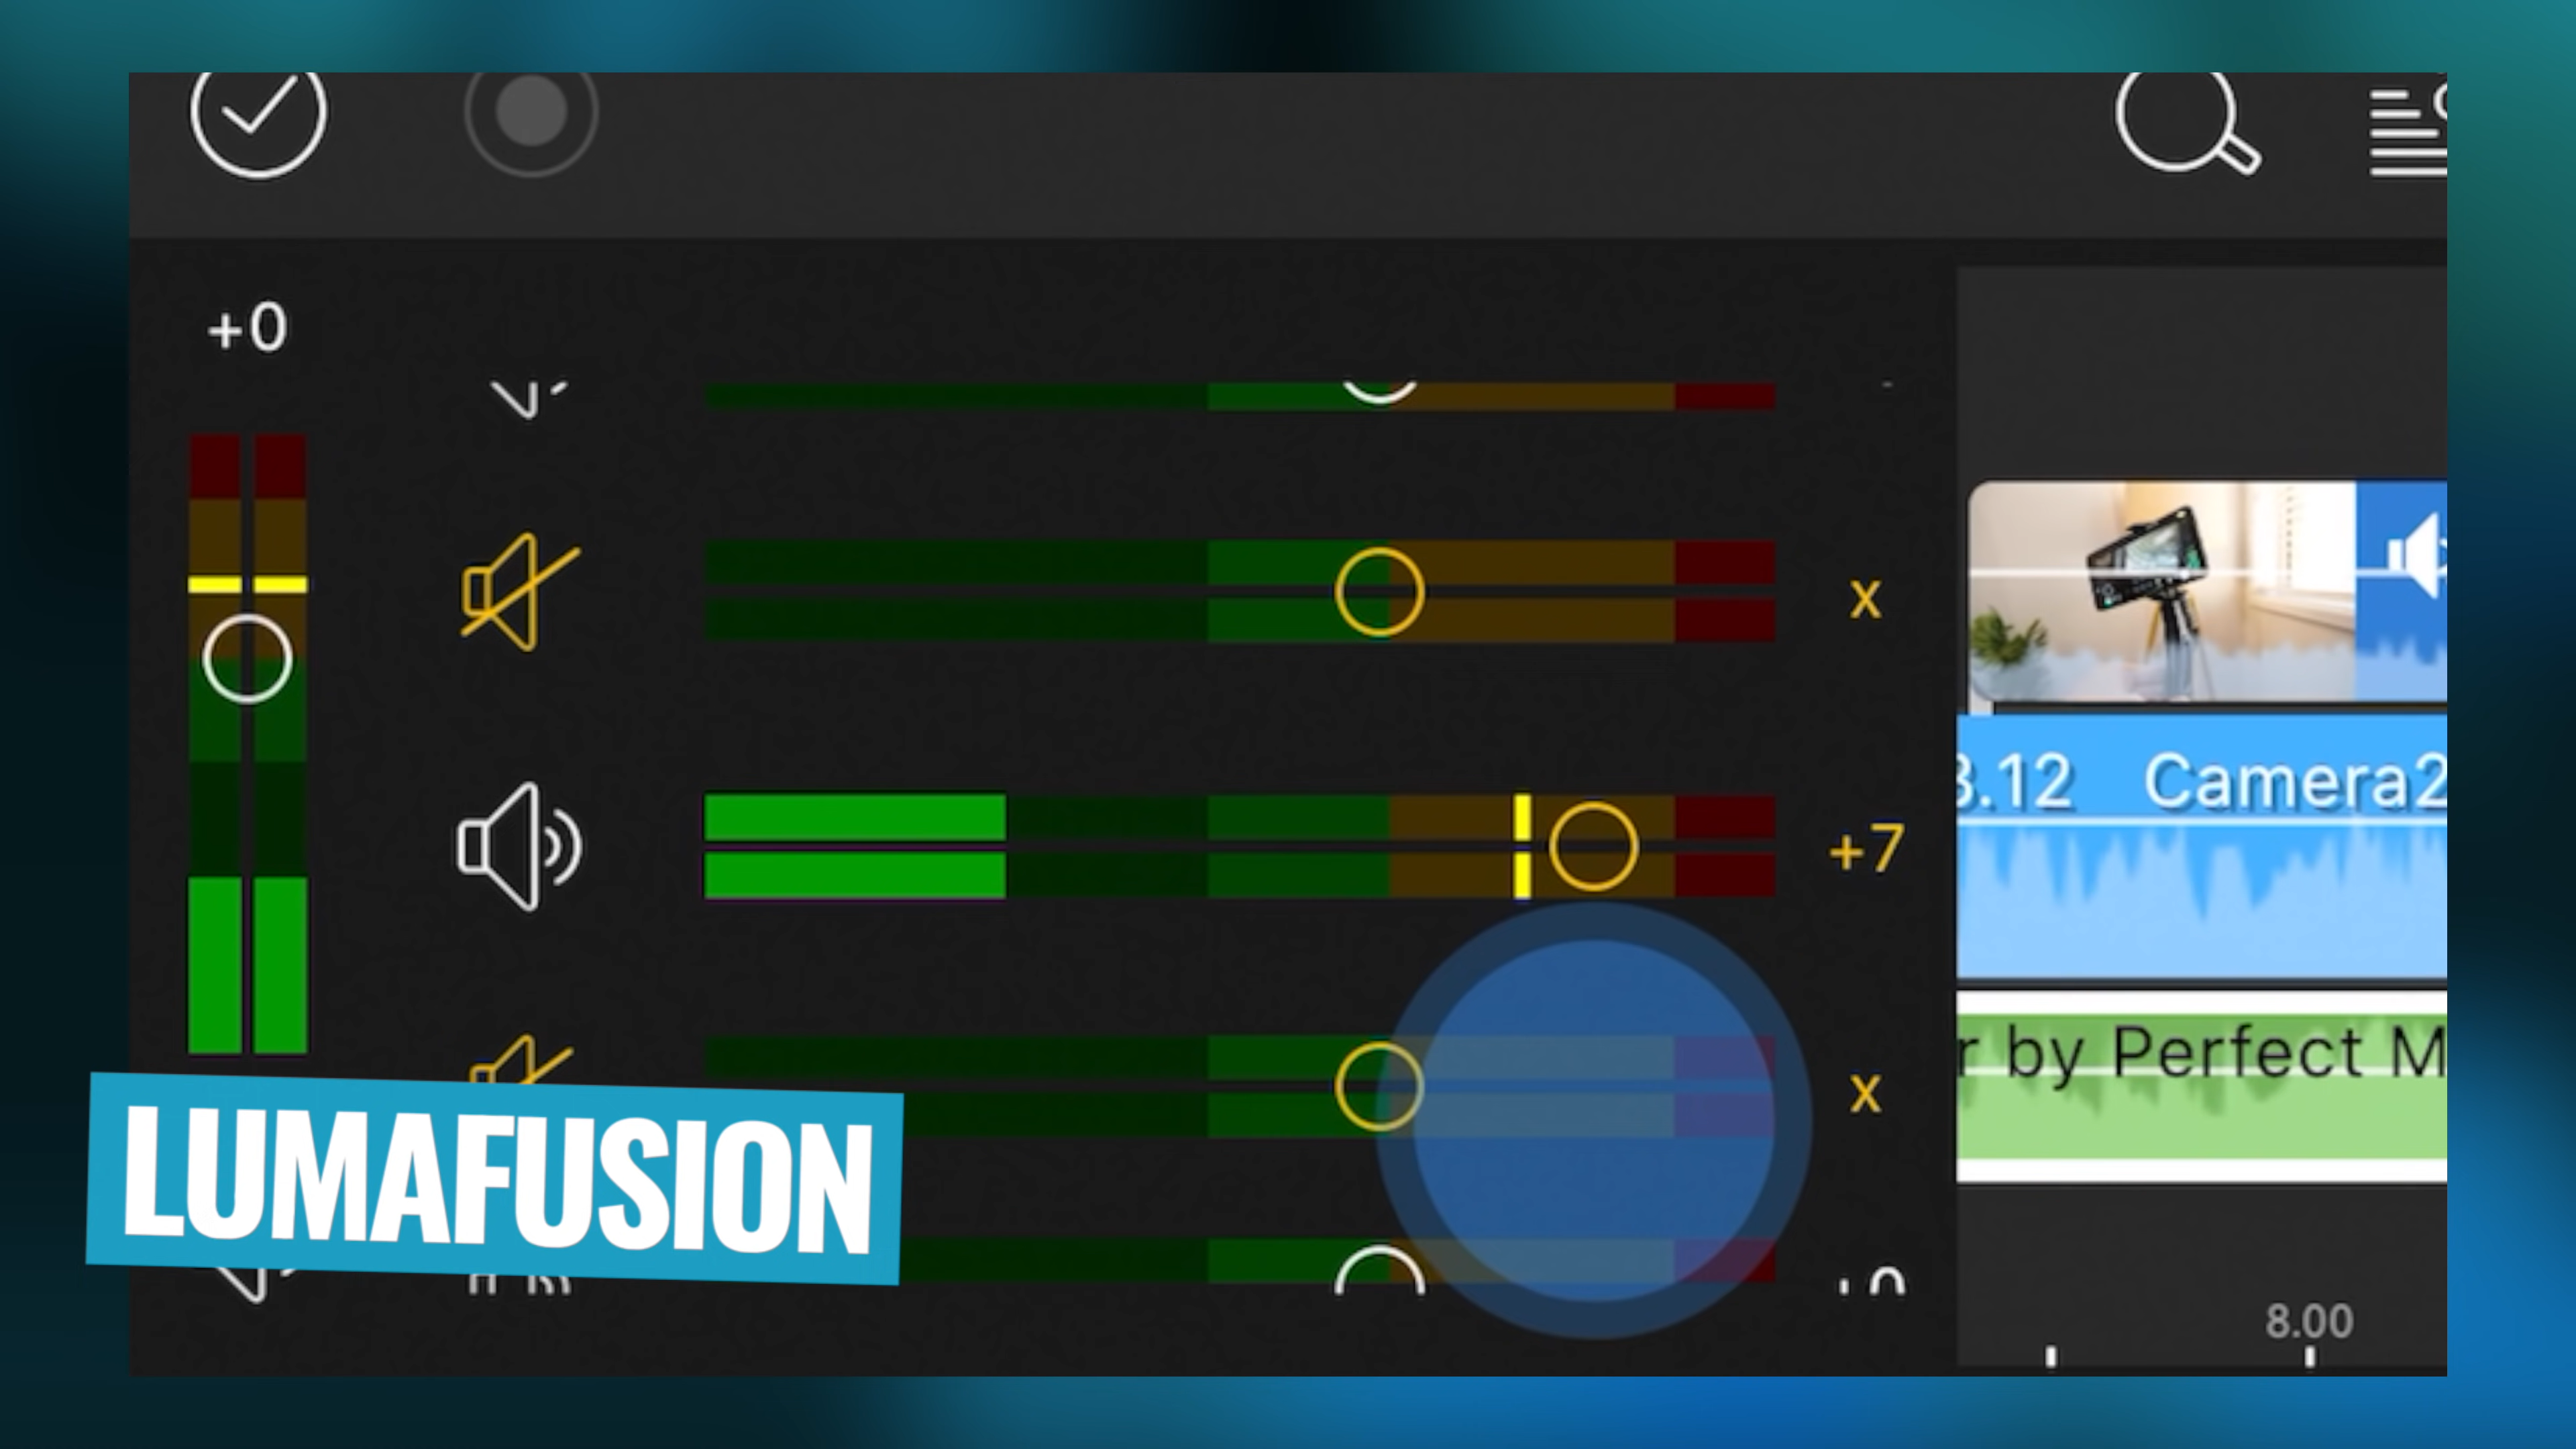 +0
x
3.12 Camera2
+7
r by Perfect M
x
LUMAFUSION
8.00